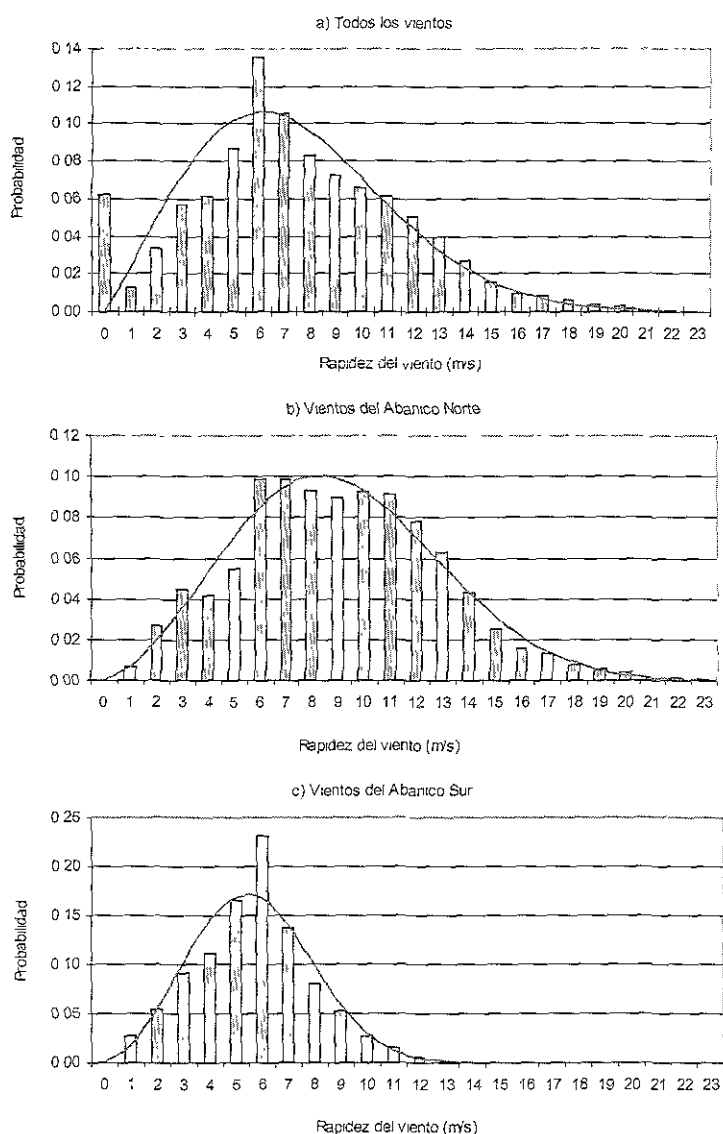 a) Todos los vientos
0.14
0.12
0.10
0.08
0.06
0.04
0.02
0.00
Probabilidad
0 1 2 3 4 5 6 7 8 9 10 11 12 13 14 15 16 17 18 19 20 21 22 23
Rapidez del viento (m/s)
b) Vientos del Abanico Norte
0.12
0.10
0.08
0.06
0.04
0.02
0.00
Probabilidad
0 1 2 3 4 5 6 7 8 9 10 11 12 13 14 15 16 17 18 19 20 21 22 23
Rapidez del viento (m/s)
c) Vientos del Abanico Sur
0.25
0.20
0.15
0.10
0.05
0.00
Probabilidad
0 1 2 3 4 5 6 7 8 9 10 11 12 13 14 15 16 17 18 19 20 21 22 23
Rapidez del viento (m/s)